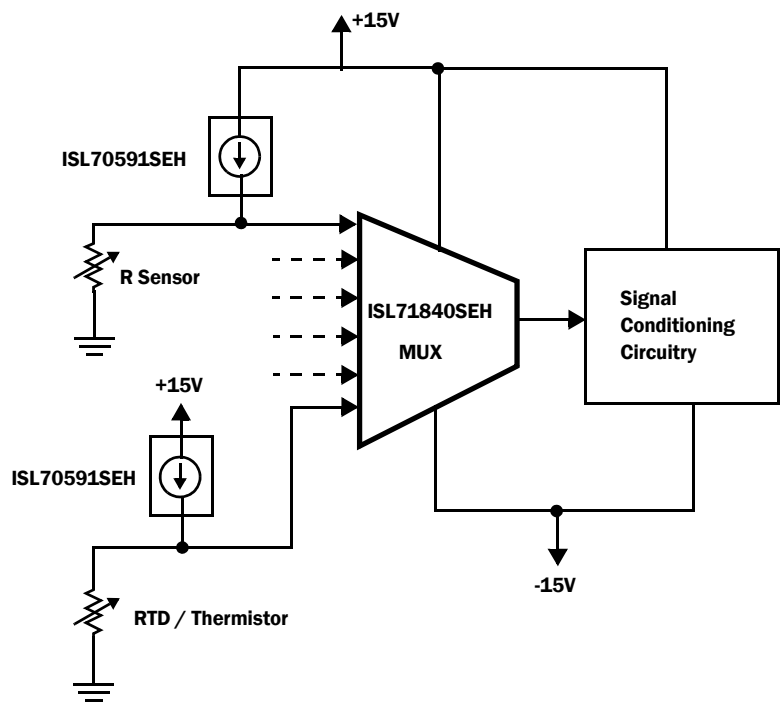 +15V
ISL70591SEH
R Sensor
ISL71840SEH
MUX
Signal
Conditioning
Circuitry
+15V
ISL70591SEH
-15V
RTD / Thermistor